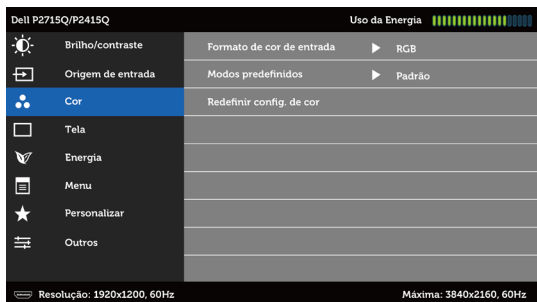 Dell P2715Q/P2415Q Uso da Energia
Brilho/contraste Formato de cor de entrada RGB
Origem de entrada Modos predefinidos Padrão
Cor Redefinir config. de cor
Tela
Energia
Menu
Personalizar
Outros
Resolução: 1920x1200, 60Hz Máxima: 3840x2160, 60Hz